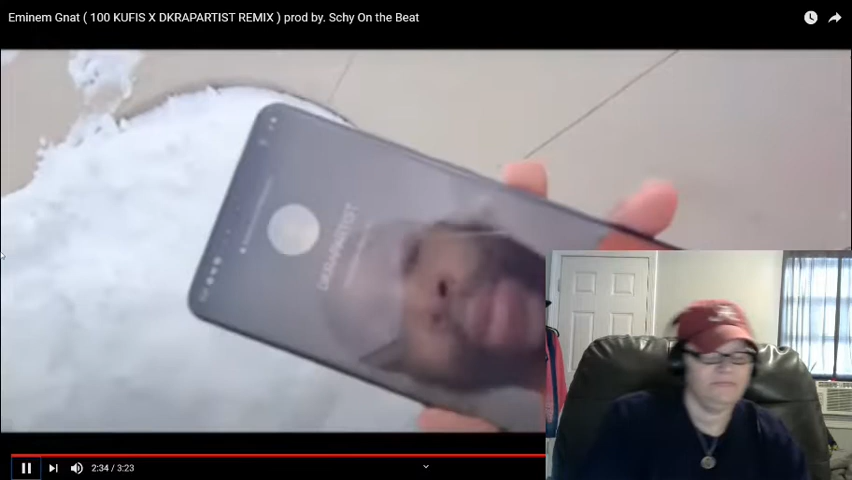 Eminem Gnat ( 100 KUFIS X DKRAPARTIST REMIX ) prod by. Schy On the Beat
DKRAPARTIST
2:34 / 3:23